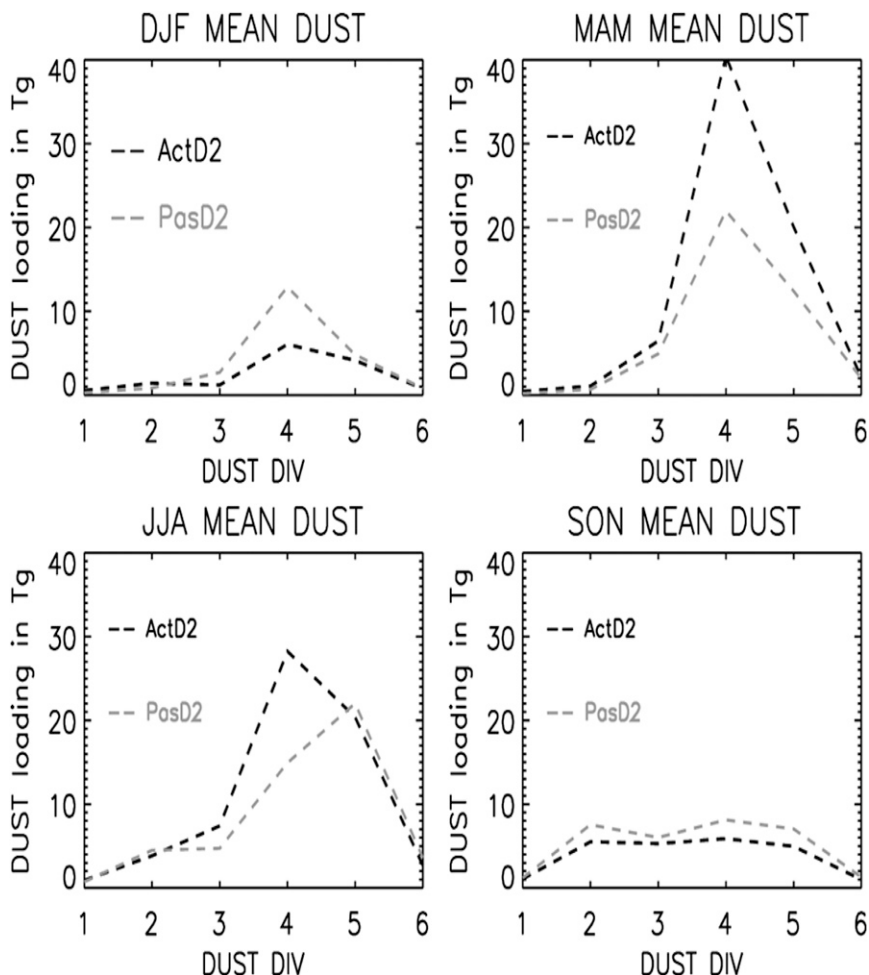 DJF MEAN DUST
DUST loading in Tg
40
30
20
10
0
ActD2
PasD2
1 2 3 4 5 6
DUST DIV
MAM MEAN DUST
DUST loading in Tg
40
30
20
10
0
ActD2
PasD2
1 2 3 4 5 6
DUST DIV
JJA MEAN DUST
DUST loading in Tg
40
30
20
10
0
ActD2
PasD2
1 2 3 4 5 6
DUST DIV
SON MEAN DUST
DUST loading in Tg
40
30
20
10
0
ActD2
PasD2
1 2 3 4 5 6
DUST DIV